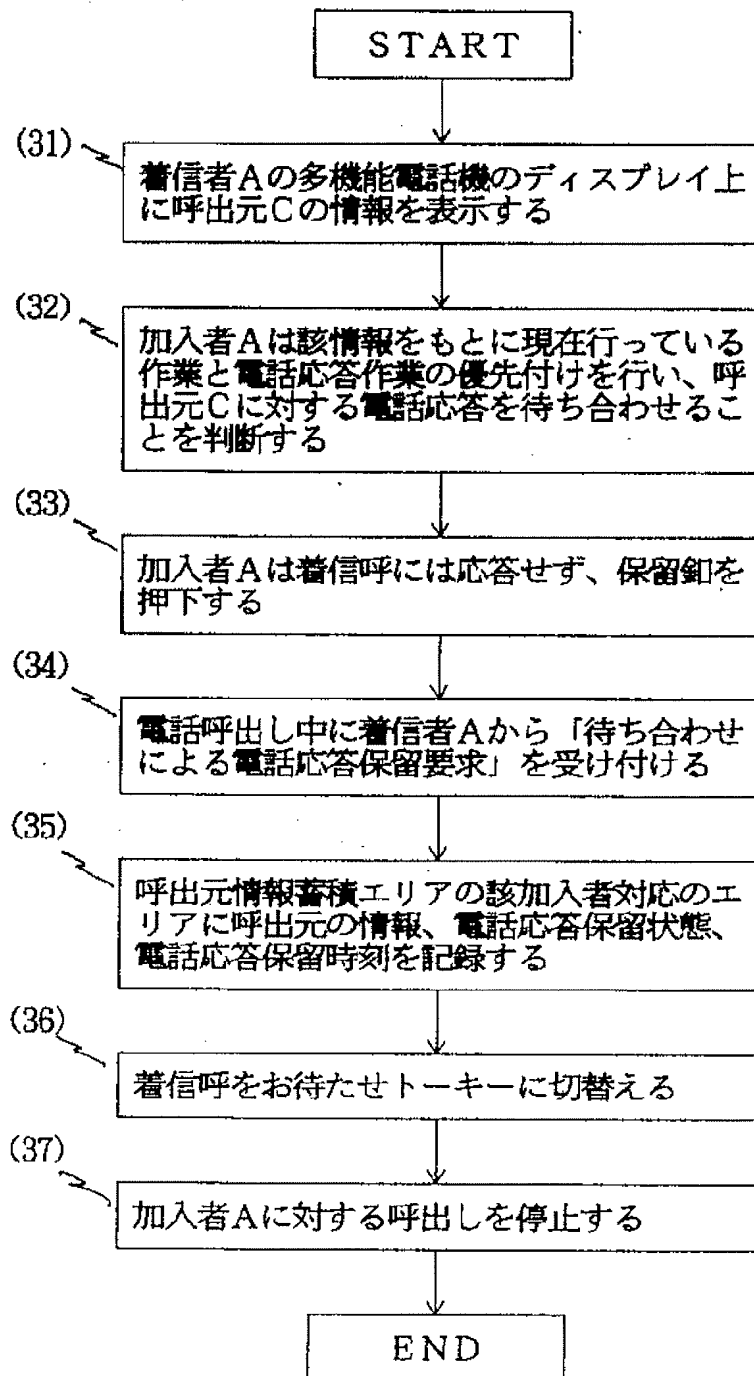 START
(31)
着信者Aの多機能電話機のディスプレイ上
に呼出元Cの情報を表示する
(32)
加入者Aは該情報をもとに現在行っている
作業と電話応答作業の優先付けを行い、呼
出元Cに対する電話応答を待ち合わせるこ
とを判断する
(33)
加入者Aは着信呼には応答せず、保留釦を
押下する
(34)
電話呼出し中に着信者Aから「待ち合わせ
による電話応答保留要求」を受け付ける
(35)
呼出元情報蓄積エリアの該加入者対応のエ
リアに呼出元の情報、電話応答保留状態、
電話応答保留時刻を記録する
(36)
着信呼をお待たせトーキーに切替える
(37)
加入者Aに対する呼出しを停止する
END